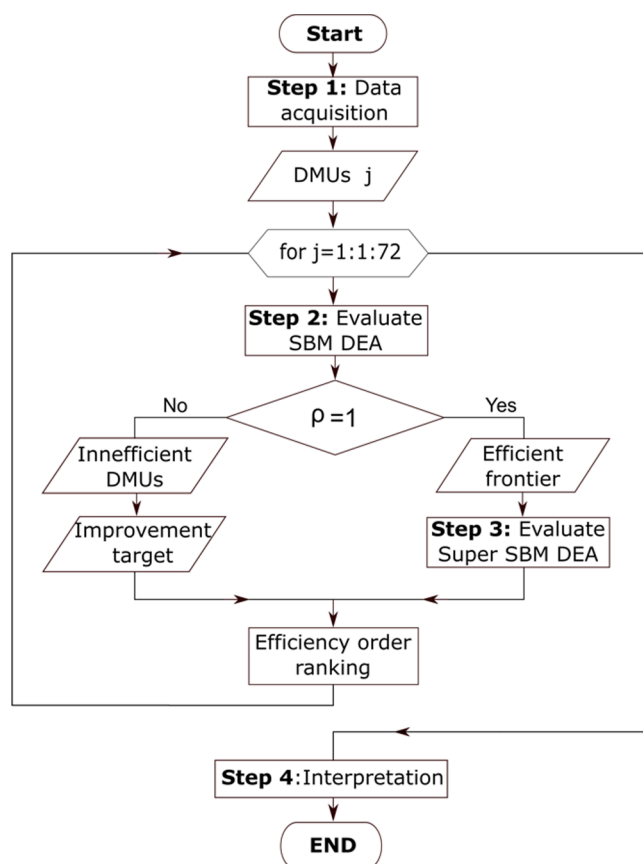 Start
Step 1: Data
acquisition
DMUs j
for j=1:1:72
Step 2: Evaluate
SBM DEA
No
Yes
ρ=1
Innefficient
DMUs
Efficient
frontier
Improvement
target
Step 3: Evaluate
Super SBM DEA
Efficiency order
ranking
Step 4:Interpretation
END